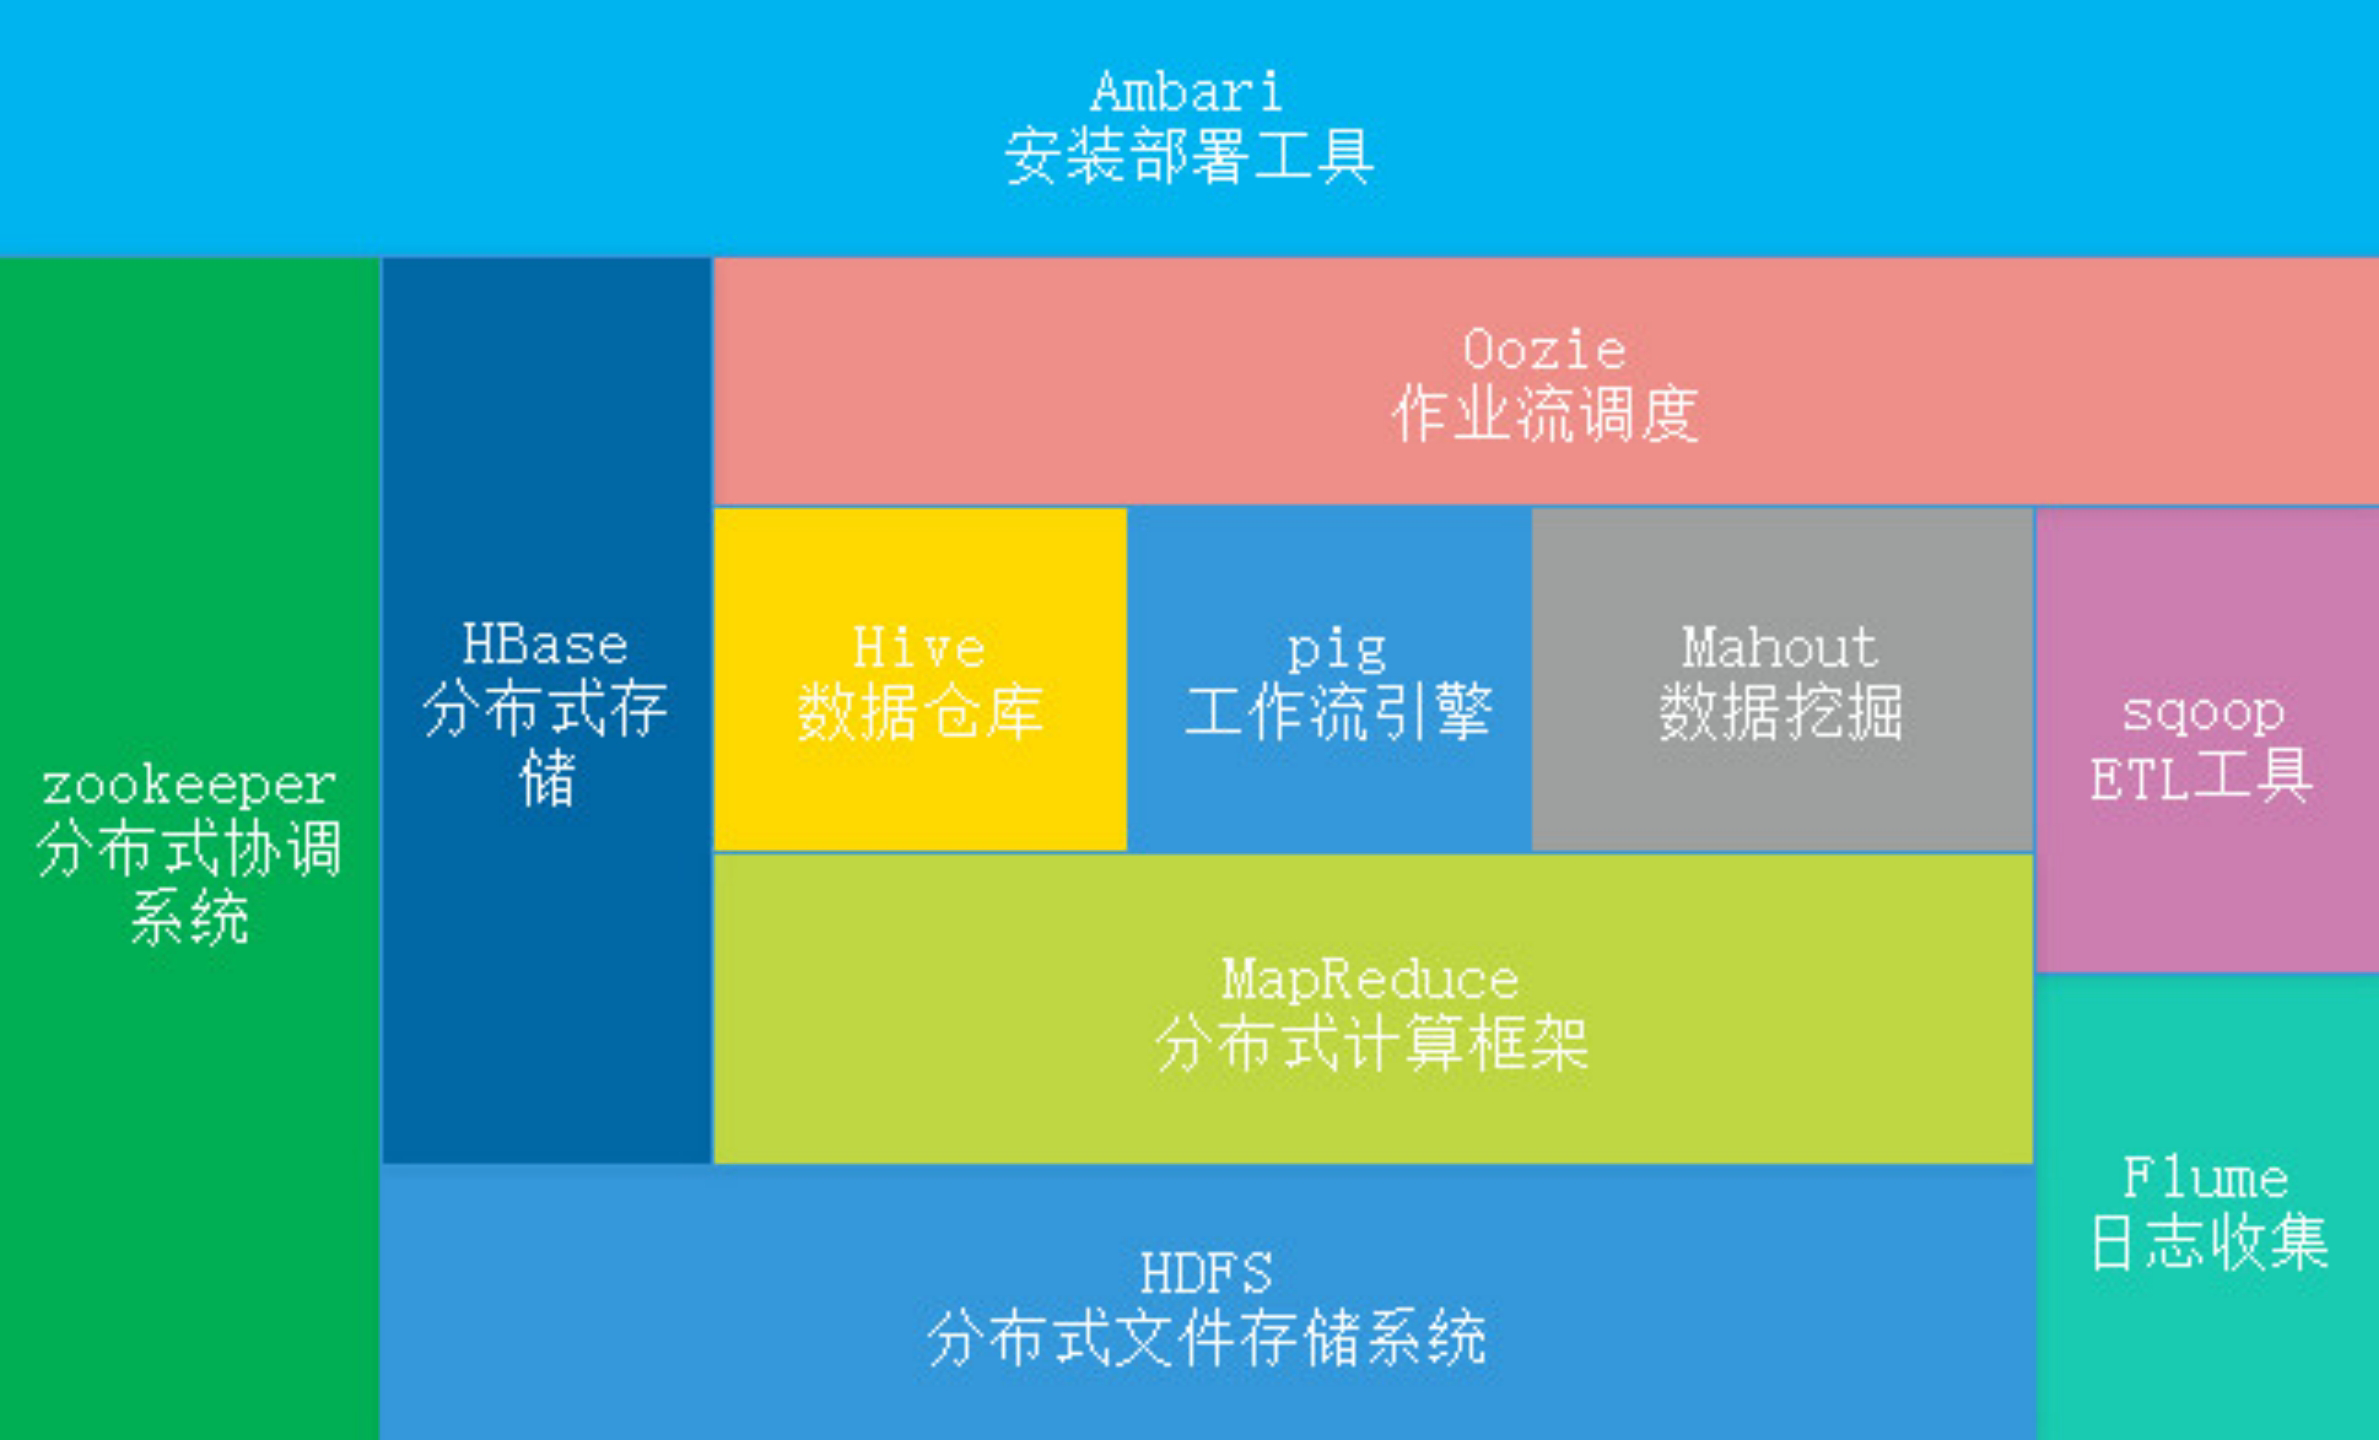 Ambari
安装部署工具
Oozie
作业流调度
HBase
分布式存
储
Hive
数据仓库
pig
工作流引擎
Mahout
数据挖掘
sqoop
ETL工具
zookeeper
分布式协调
系统
MapReduce
分布式计算框架
Flume
日志收集
HDFS
分布式文件存储系统